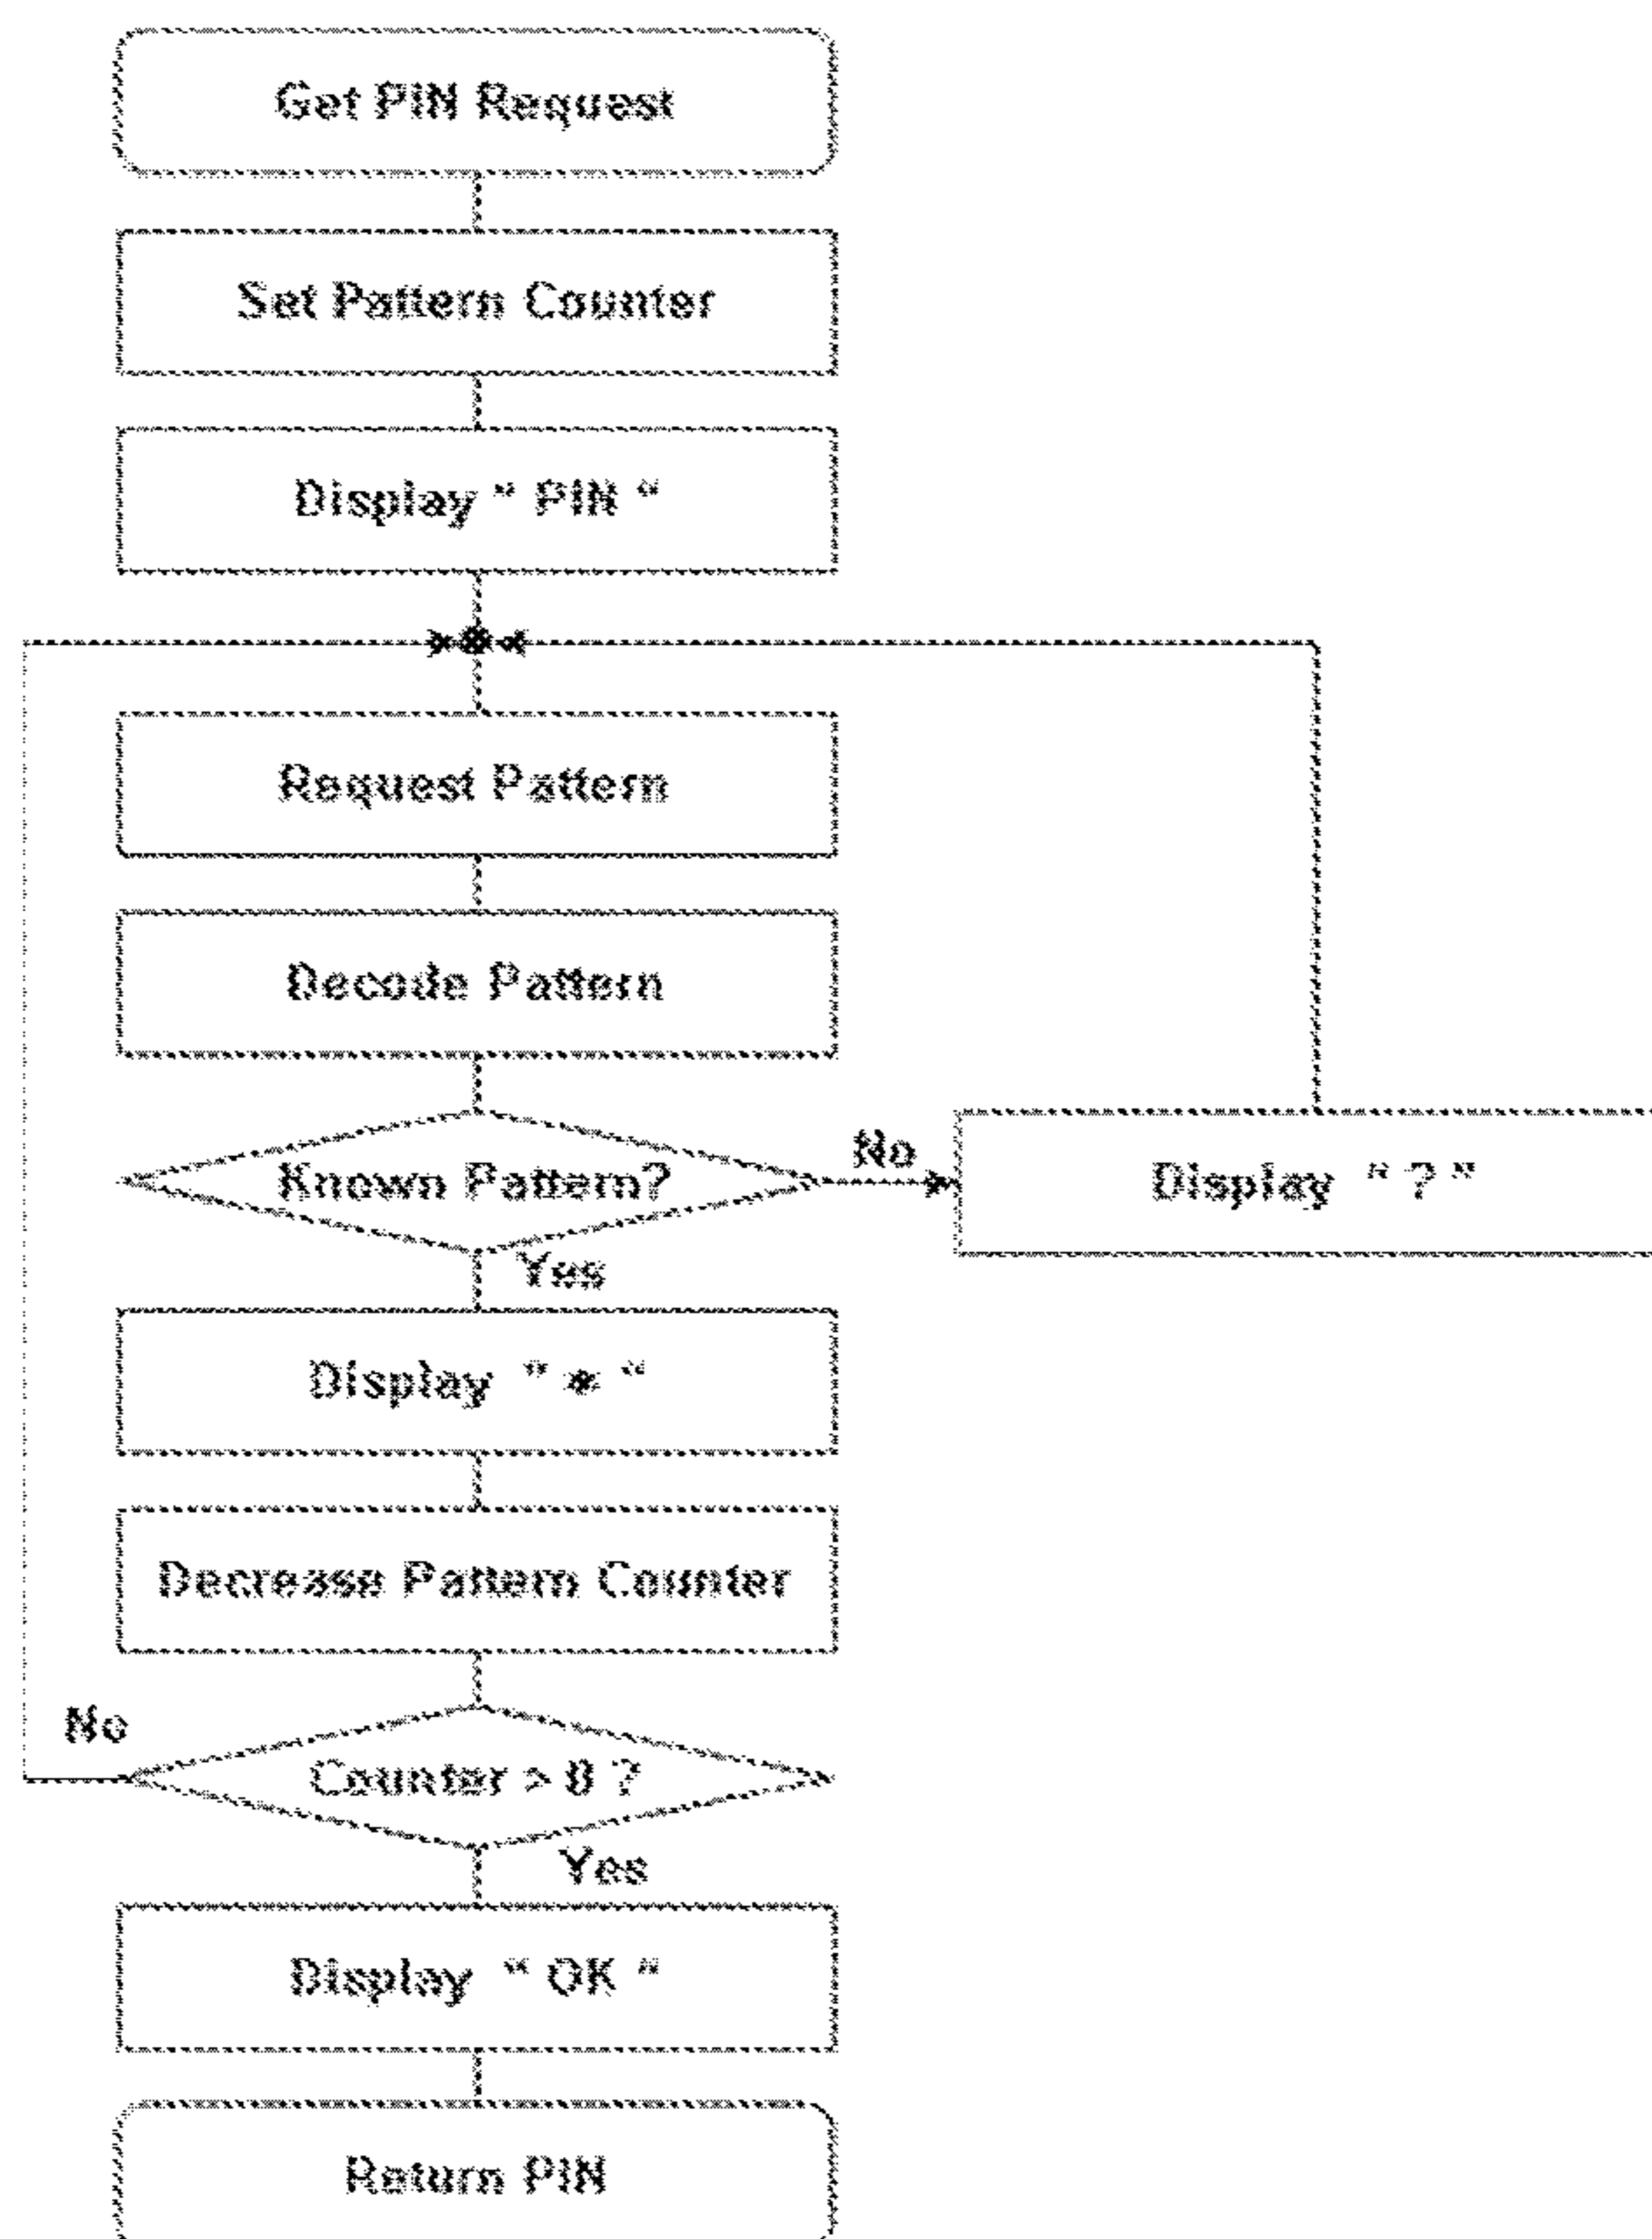 Get PIN Request
Set Pattern Counter
Display " PIN “
Request Pattern
Decode Pattern
Known Pattern?
No
Display “ ? ”
Yes
Display ” * “
Decrease Pattern Counter
No
Counter > 0 ?
Yes
Display “ OK “
Return PIN